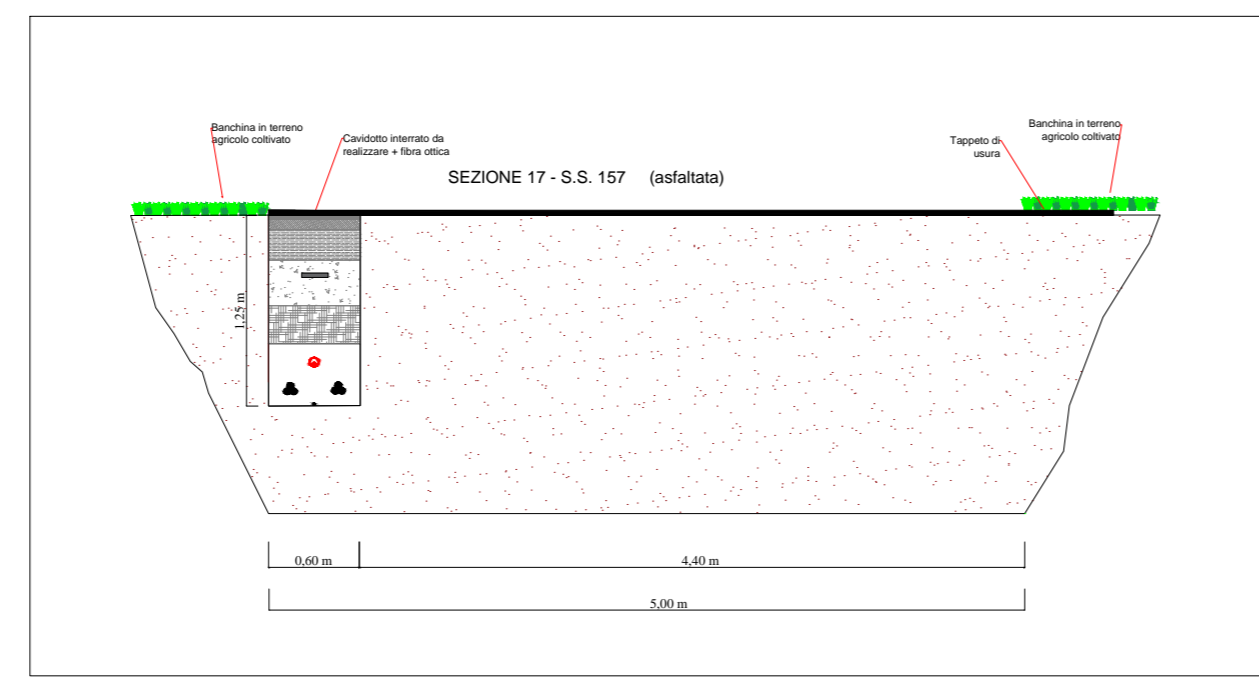 Banchina in terreno
agricolo coltivato
Cavidotto interrato da
realizzare + fibra ottica
SEZIONE 17 - S.S. 157 (asfaltata)
Tappeto di
usura
Banchina in terreno
agricolo coltivato
1,25 m
0,60 m
4,40 m
5,00 m